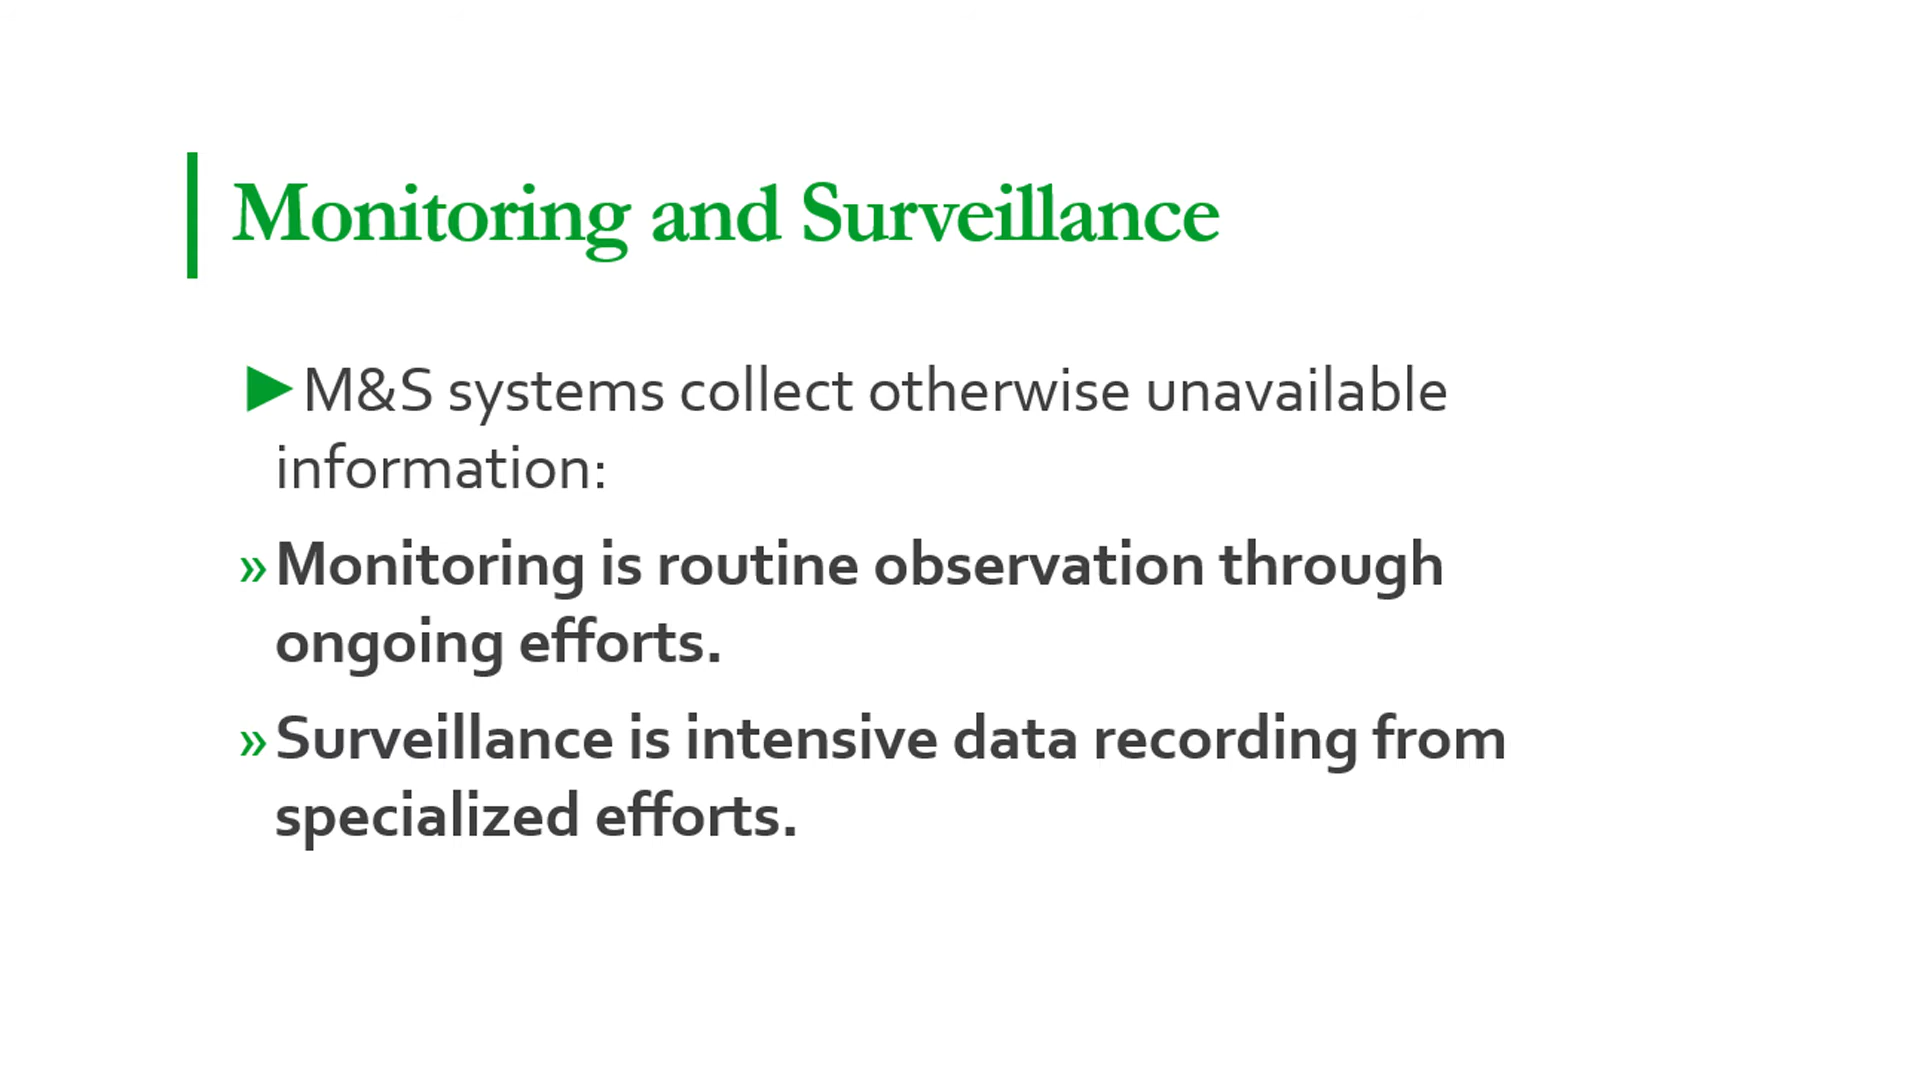 Monitoring and Surveillance
►M&S systems collect otherwise unavailable
information:
» Monitoring is routine observation through
ongoing efforts.
» Surveillance is intensive data recording from
specialized efforts.